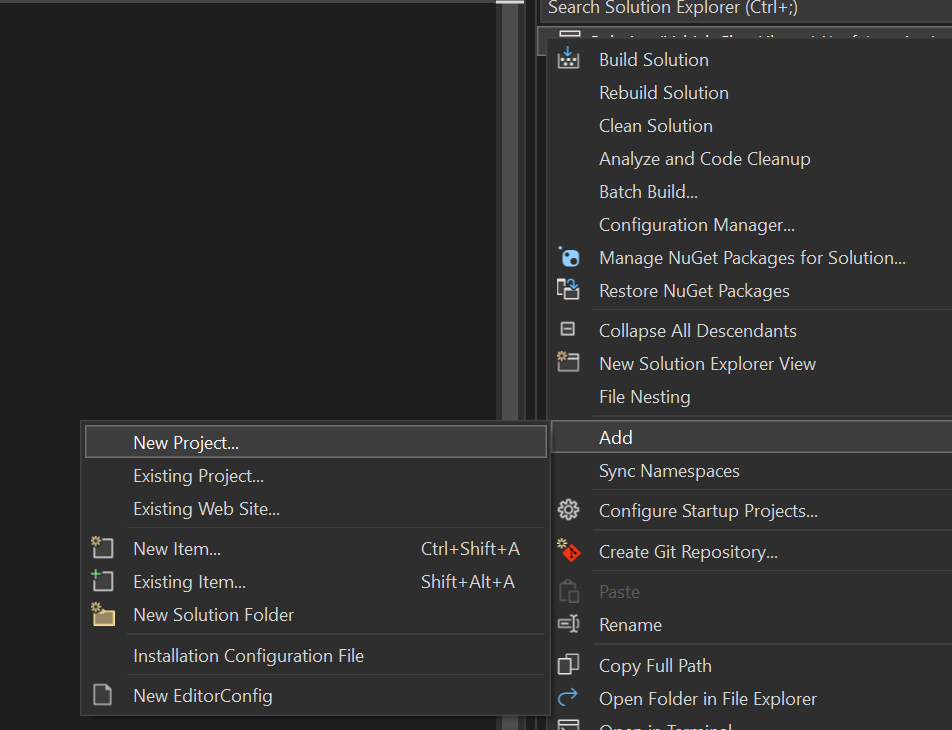 Search Solution Explorer (Ctrl+;)
Build Solution
Rebuild Solution
Clean Solution
Analyze and Code Cleanup
Batch Build...
Configuration Manager...
Manage NuGet Packages for Solution...
Restore NuGet Packages
Collapse All Descendants
New Solution Explorer View
File Nesting
Add
Sync Namespaces
Configure Startup Projects...
Create Git Repository...
Paste
Rename
Copy Full Path
Open Folder in File Explorer
Open in Terminal
New Project...
Existing Project...
Existing Web Site...
New Item... Ctrl+Shift+A
Existing Item... Shift+Alt+A
New Solution Folder
Installation Configuration File
New EditorConfig